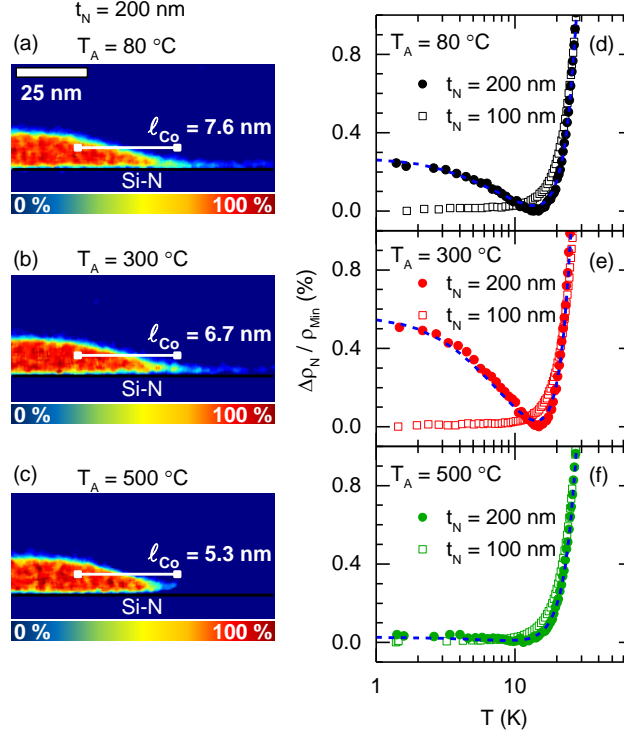 t_N = 200 nm
(a) T_A = 80 °C
25 nm
ℓ_Co = 7.6 nm
Si-N
0 % 100 %
(b) T_A = 300 °C
ℓ_Co = 6.7 nm
Si-N
0 % 100 %
(c) T_A = 500 °C
ℓ_Co = 5.3 nm
Si-N
0 % 100 %
Δρ_N / ρ_Min (%)
T_A = 80 °C (d)
t_N = 200 nm
t_N = 100 nm
0.8
0.4
0.0
T_A = 300 °C (e)
t_N = 200 nm
t_N = 100 nm
0.8
0.4
0.0
T_A = 500 °C (f)
t_N = 200 nm
t_N = 100 nm
0.8
0.4
0.0
1 10
T (K)